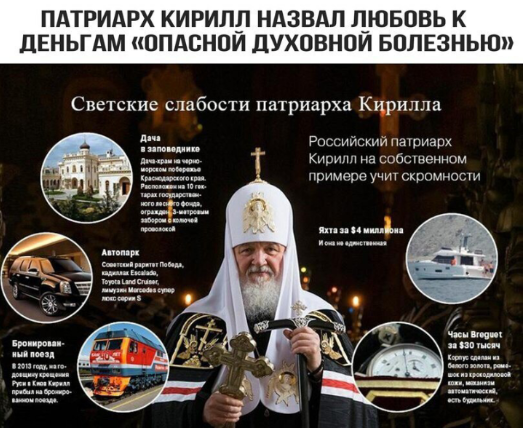 ПАТРИАРХ КИРИЛЛ НАЗВАЛ ЛЮБОВЬ К
ДЕНЬГАМ «ОПАСНОЙ ДУХОВНОЙ БОЛЕЗНЬЮ»
Светские слабости патриарха Кирилла
Российский патриарх
Кирилл на собственном
примере учит скромности
Дача
в заповеднике
Дача-храм на черно-
морском побережье
Краснодарского края.
Расположен на 10 гек-
тарах государствен-
ного лесного фонда,
огражден 3-метровым
забором с колючей
проволокой
Яхта за $4 миллиона
И она не единственная
Автопарк
Советский раритет Победа,
кадиллак Escalade,
Toyota Land Cruiser,
лимузин Mercedes супер
люкс серии S
Бронирован-
ный поезд
В 2013 году, на го-
довщину крещения
Руси в Киев Кирилл
прибыл на брониро-
ванном поезде.
Часы Breguet
за $30 тысяч
Корпус сделан из
белого золота, реме-
шок из крокодиловой
кожи, механизм
автоматический,
есть будильник.